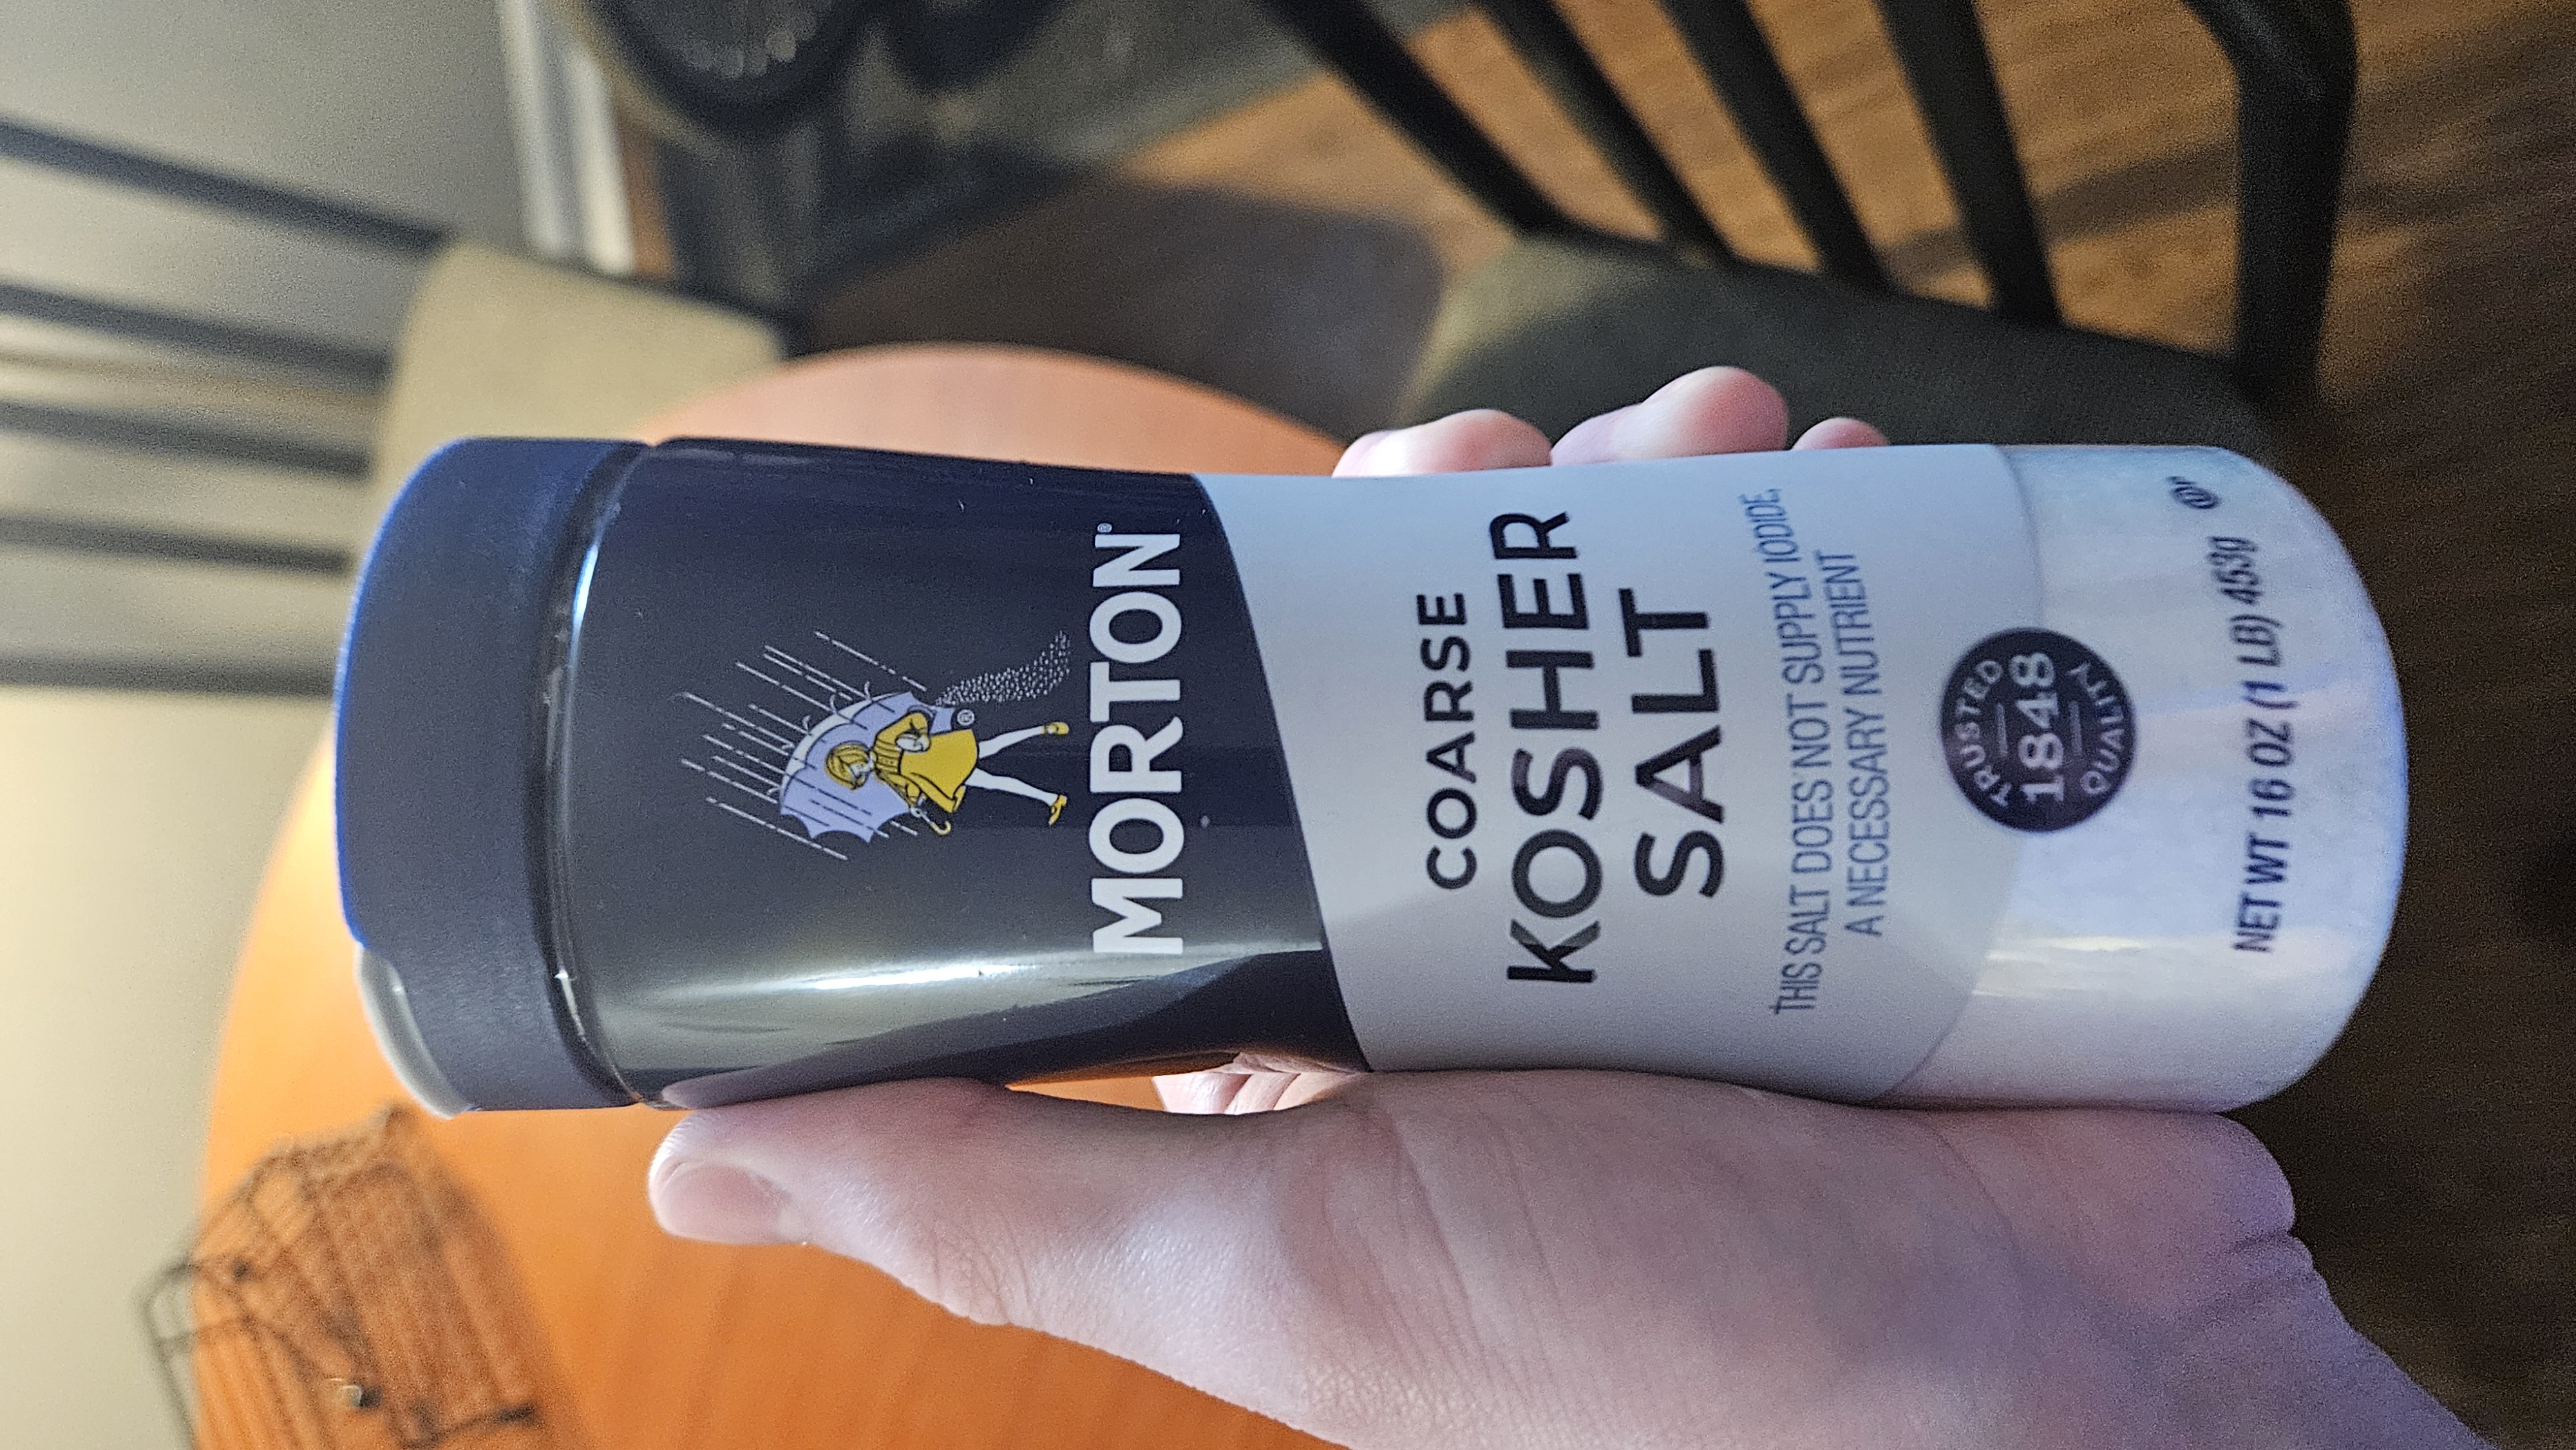 ®
MORTON®
COARSE
KOSHER
SALT
THIS SALT DOES NOT SUPPLY IODIDE,
A NECESSARY NUTRIENT
TRUSTED
1848
QUALITY
NET WT 16 OZ (1 LB) 453g
Ⓤᴾ